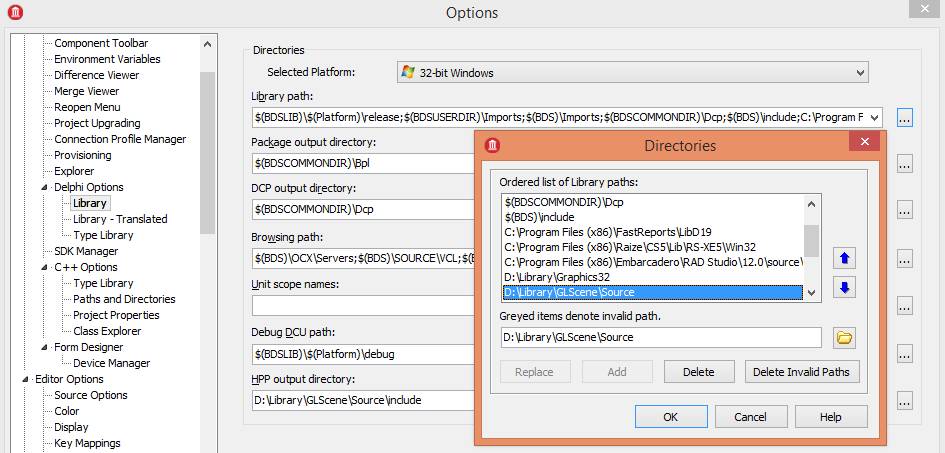 Options
Component Toolbar
Environment Variables
Difference Viewer
Merge Viewer
Reopen Menu
Project Upgrading
Connection Profile Manager
Provisioning
Explorer
Delphi Options
Library
Library - Translated
Type Library
SDK Manager
C++ Options
Type Library
Paths and Directories
Project Properties
Class Explorer
Form Designer
Device Manager
Editor Options
Source Options
Color
Display
Key Mappings
Directories
Selected Platform:
32-bit Windows
Library path:
$(BDSLIB)\$(Platform)\release;$(BDSUSERDIR)\Imports;$(BDS)\Imports;$(BDSCOMMONDIR)\Dcp;$(BDS)\include;C:\Program F
...
Package output directory:
$(BDSCOMMONDIR)\Bpl
...
DCP output directory:
$(BDSCOMMONDIR)\Dcp
...
Browsing path:
$(BDS)\OCX\Servers;$(BDS)\SOURCE\VCL;$(B
...
Unit scope names:
...
Debug DCU path:
$(BDSLIB)\$(Platform)\debug
...
HPP output directory:
D:\Library\GLScene\Source\include
...
Directories
Ordered list of Library paths:
$(BDSCOMMONDIR)\Dcp
$(BDS)\include
C:\Program Files (x86)\FastReports\LibD19
C:\Program Files (x86)\Raize\CS5\Lib\RS-XE5\Win32
C:\Program Files (x86)\Embarcadero\RAD Studio\12.0\source\
D:\Library\Graphics32
D:\Library\GLScene\Source
Greyed items denote invalid path.
D:\Library\GLScene\Source
Replace
Add
Delete
Delete Invalid Paths
OK
Cancel
Help